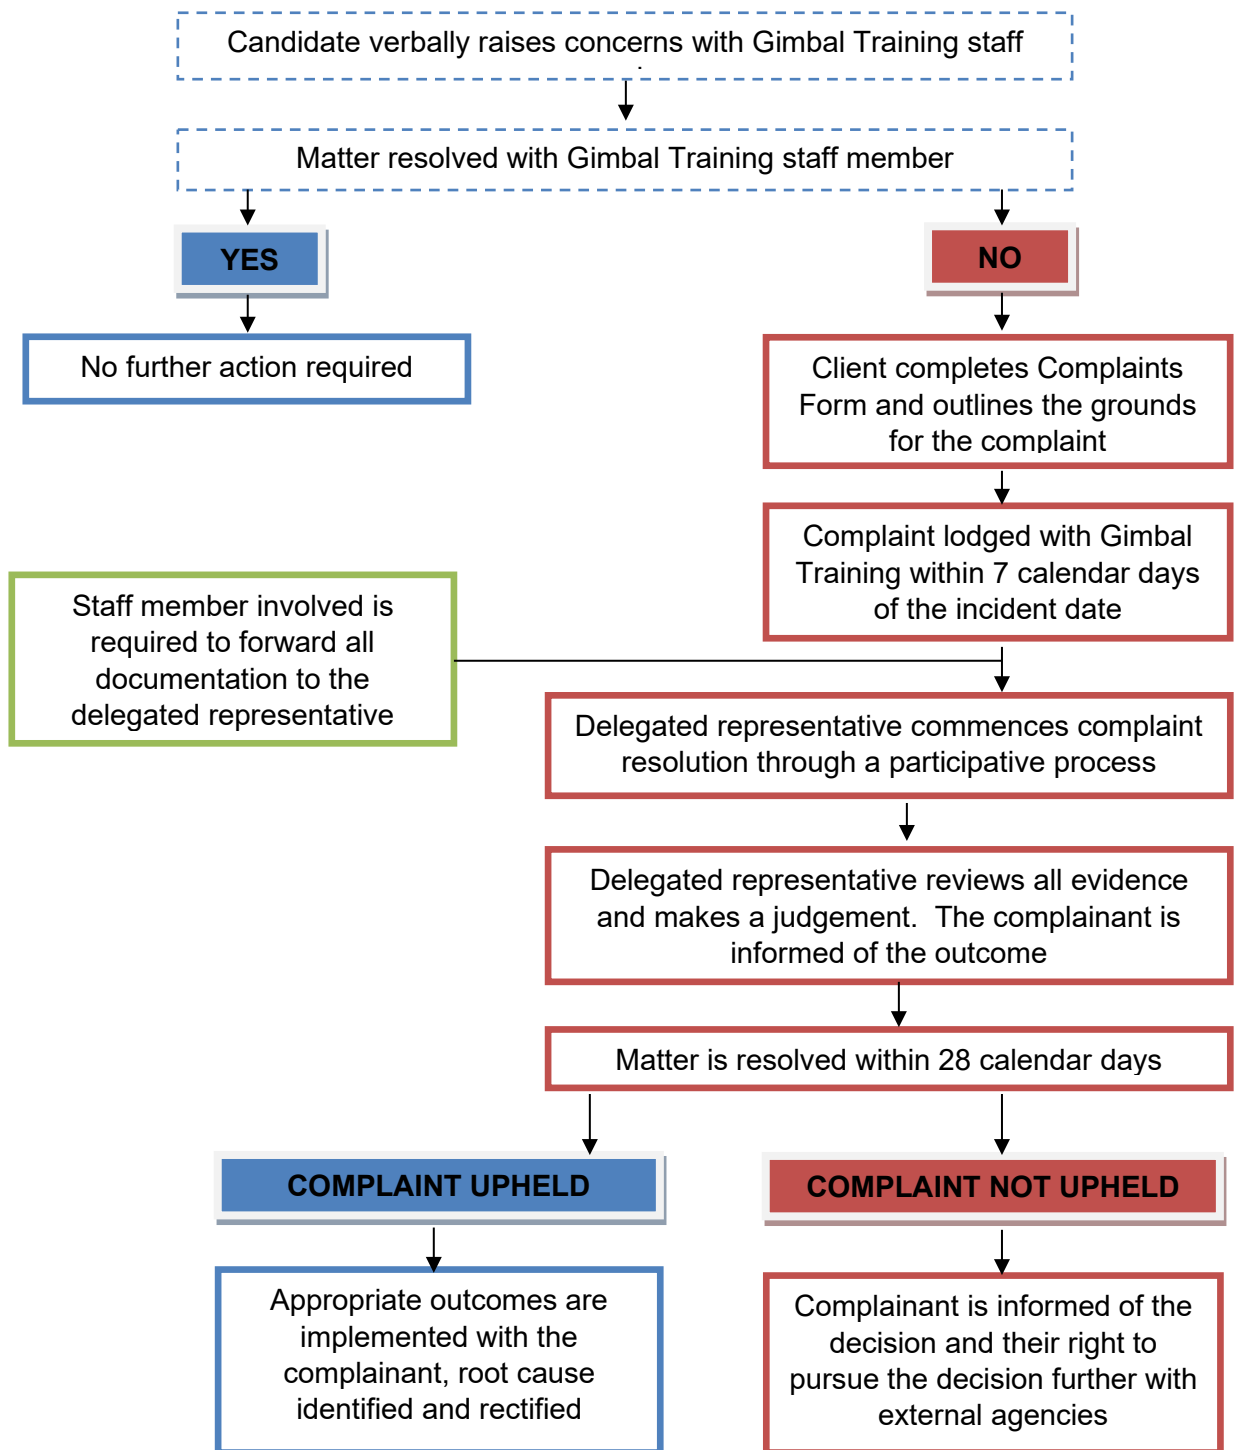 Candidate verbally raises concerns with Gimbal Training staff
.
Matter resolved with Gimbal Training staff member
YES
NO
No further action required
Client completes Complaints
Form and outlines the grounds
for the complaint
Complaint lodged with Gimbal
Training within 7 calendar days
of the incident date
Staff member involved is
required to forward all
documentation to the
delegated representative
Delegated representative commences complaint
resolution through a participative process
Delegated representative reviews all evidence
and makes a judgement.  The complainant is
informed of the outcome
Matter is resolved within 28 calendar days
COMPLAINT UPHELD
COMPLAINT NOT UPHELD
Appropriate outcomes are
implemented with the
complainant, root cause
identified and rectified
Complainant is informed of the
decision and their right to
pursue the decision further with
external agencies